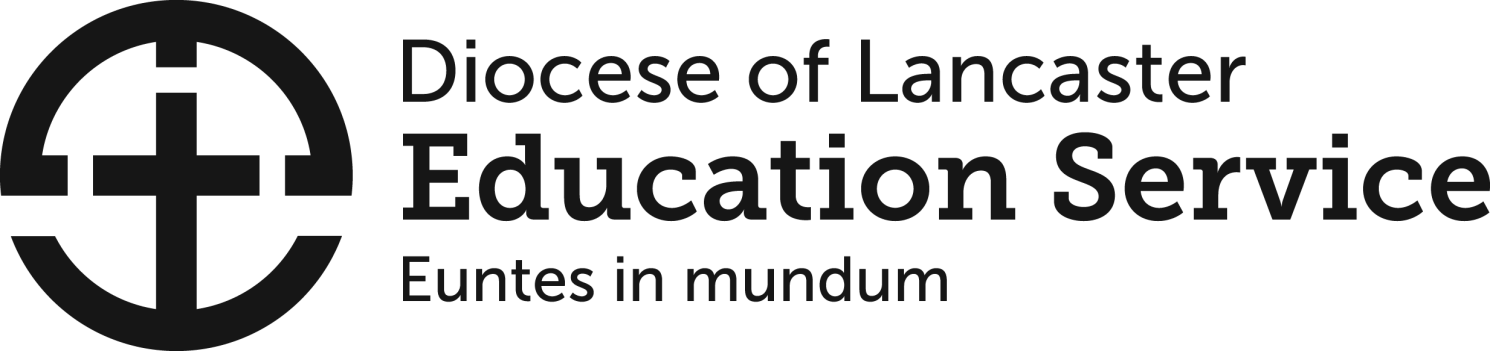 Diocese of Lancaster
Education Service
Euntes in mundum